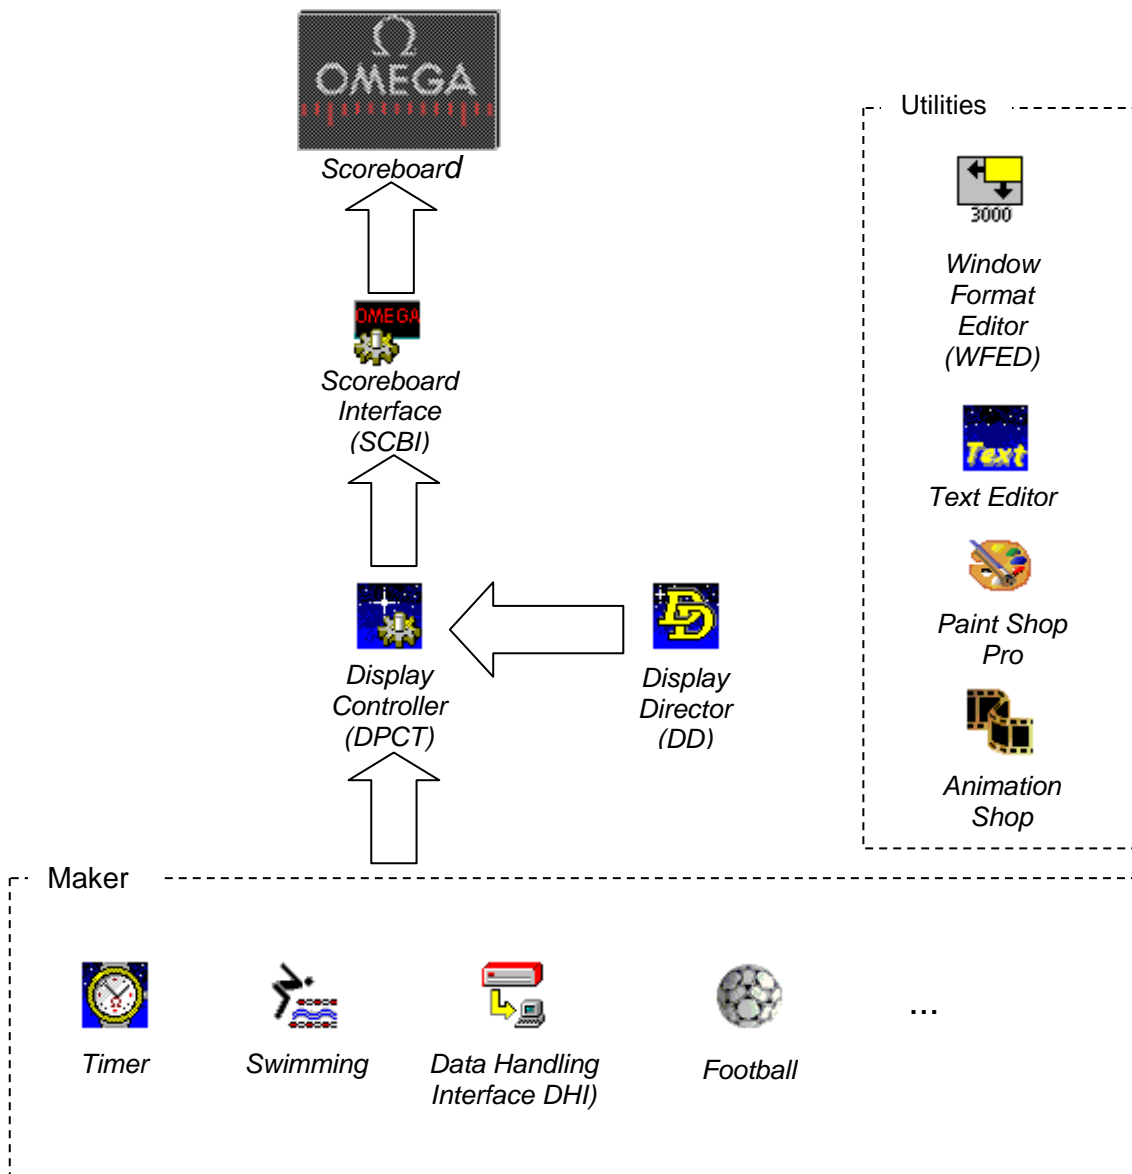 Ω
OMEGA
Scoreboard
Utilities
3000
Window
Format
Editor
(WFED)
OMEGA
Scoreboard
Interface
(SCBI)
Text
Text Editor
Paint Shop
Pro
DD
Display
Controller
(DPCT)
Display
Director
(DD)
Animation
Shop
Maker
Timer
Swimming
Data Handling
Interface DHI)
Football
...